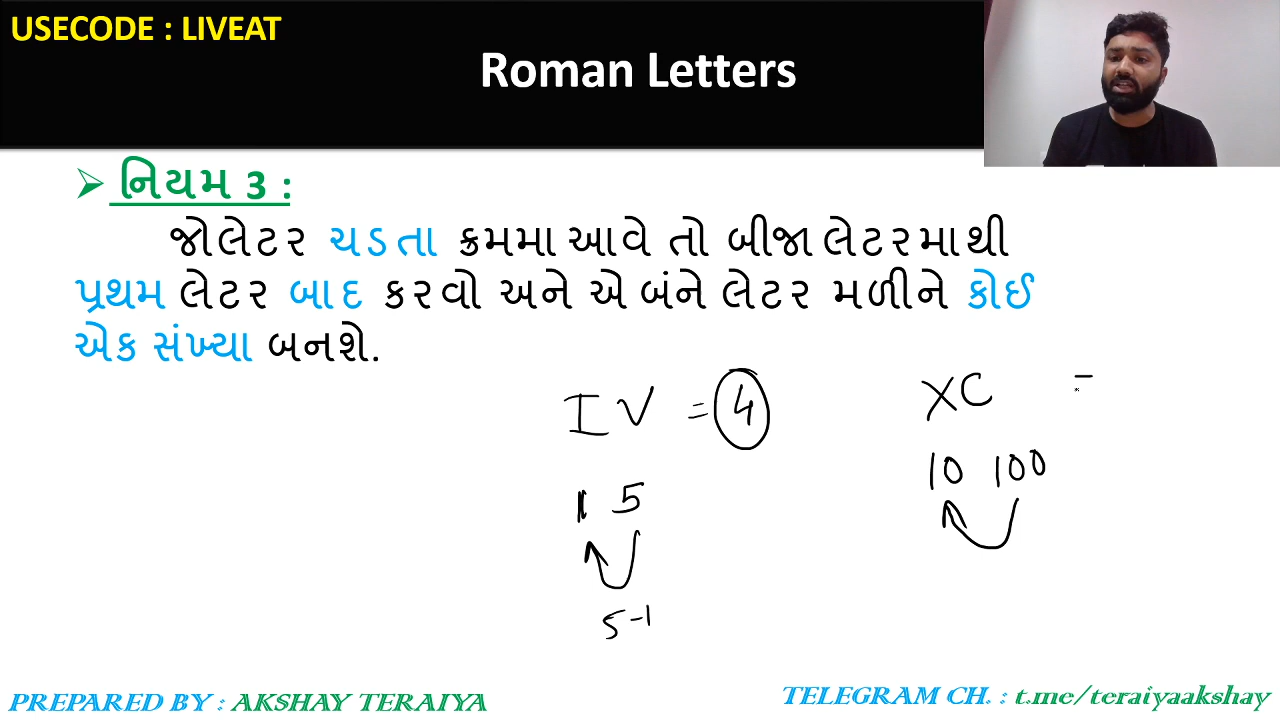 USECODE : LIVEAT
Roman Letters
➢ નિયમ 3 :
જો લેટર ચડતા ક્રમમા આવે તો બીજા લેટરમાથી
પ્રથમ લેટર બાદ કરવો અને એ બંને લેટર મળીને કોઈ
એક સંખ્યા બનશે.
IV = 4
XC
1 5
10 100
5-1
PREPARED BY : AKSHAY TERAIYA
TELEGRAM CH. : t.me/teraiyaakshay